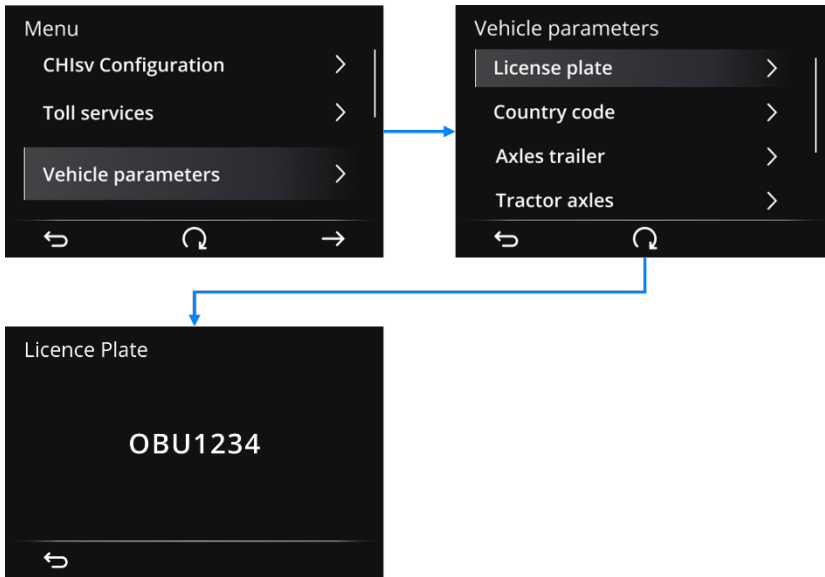 Menu
CHIsv Configuration
Toll services
Vehicle parameters
Vehicle parameters
License plate
Country code
Axles trailer
Tractor axles
Licence Plate
OBU1234